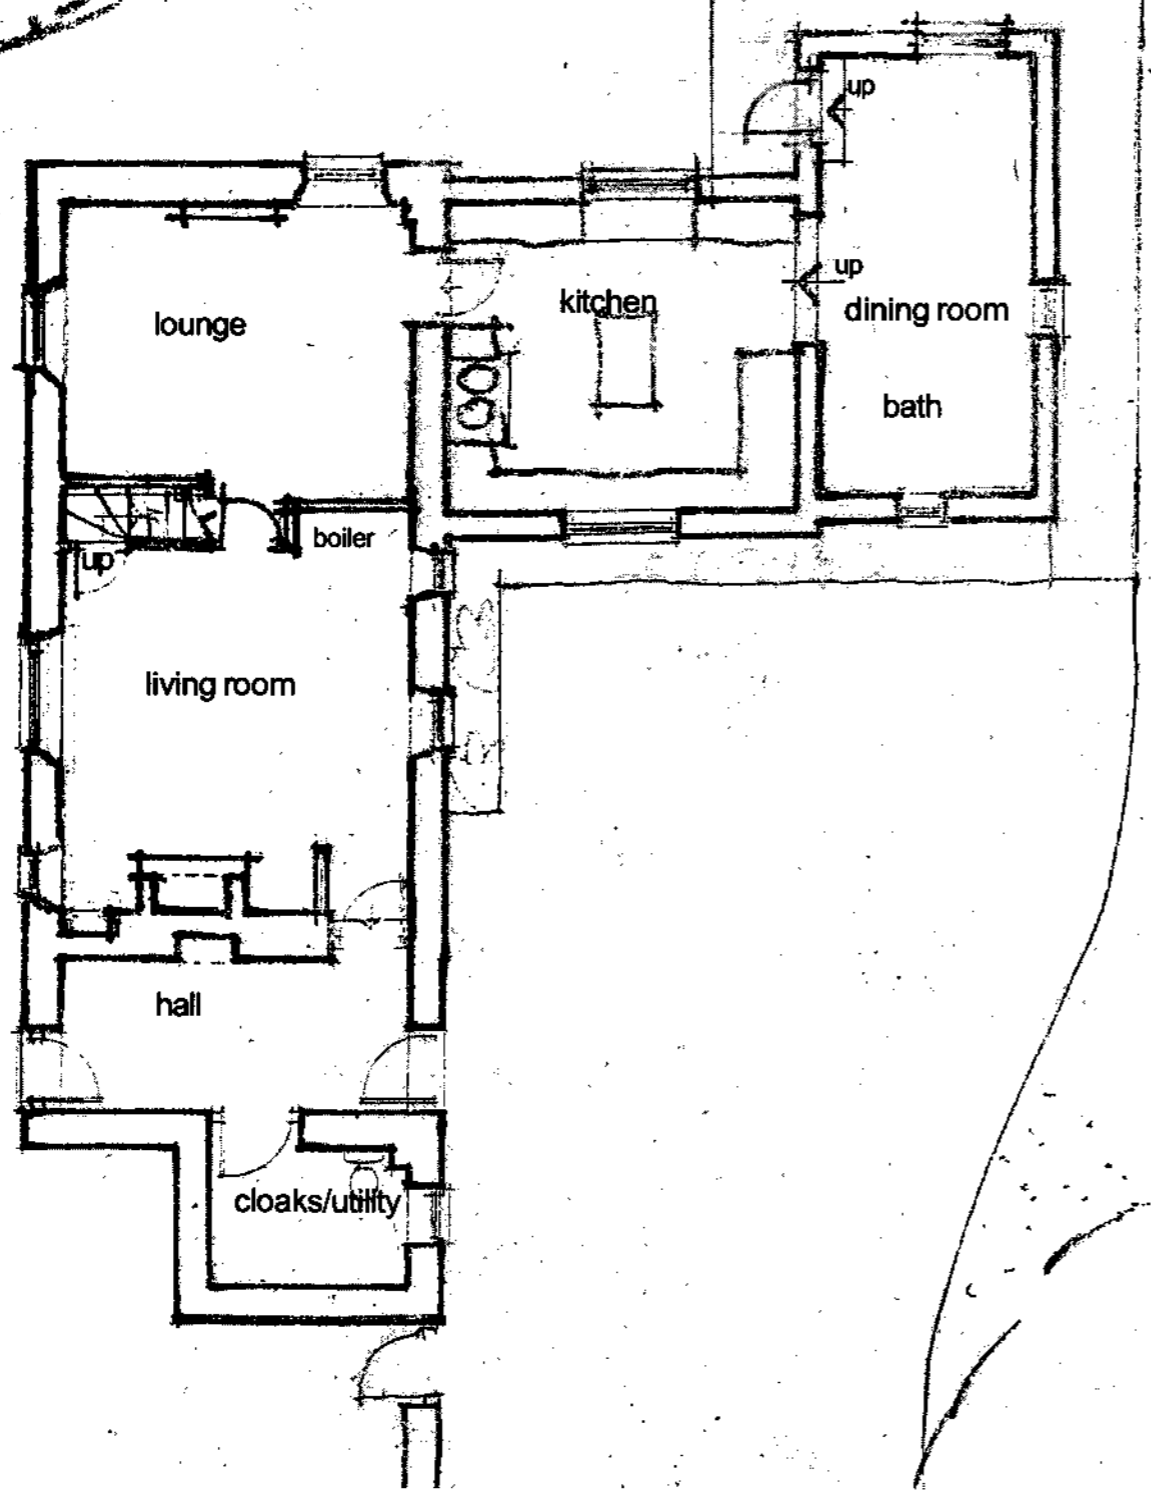 up
up
kitchen
dining room
lounge
bath
boiler
up
living room
hall
cloaks/utility